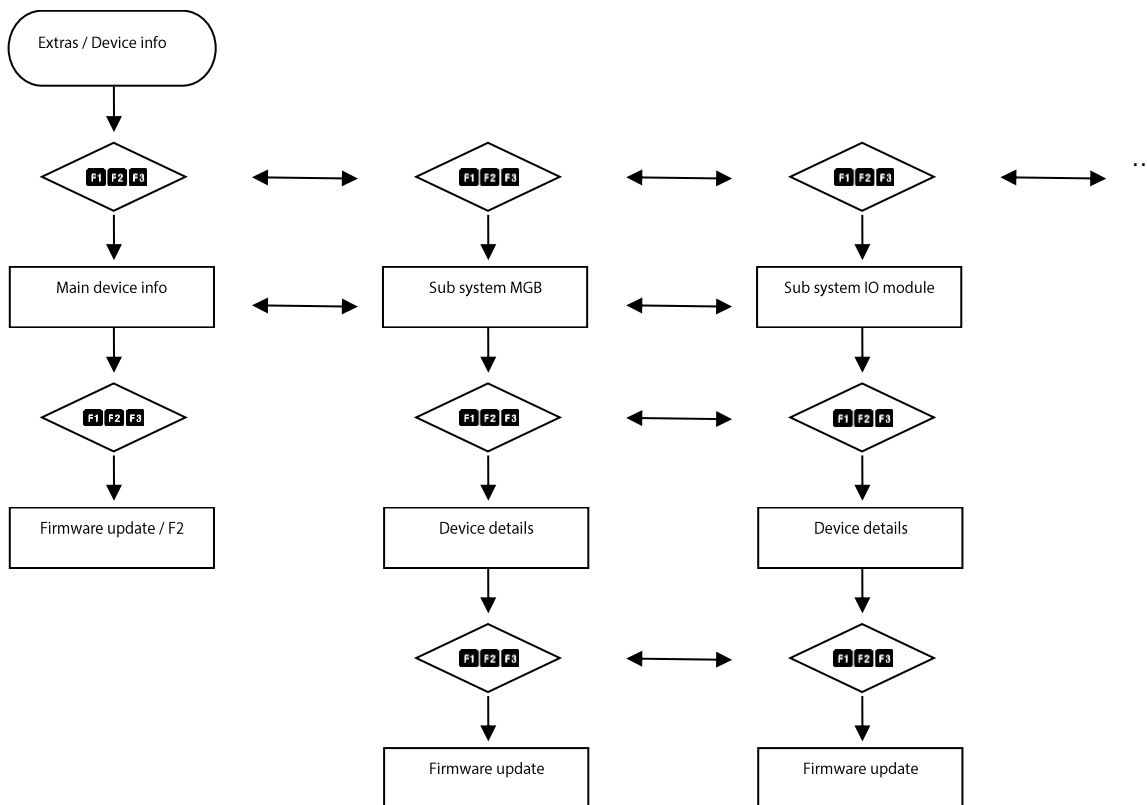 Extras / Device info
F1 F2 F3
F1 F2 F3
F1 F2 F3
..
Main device info
Sub system MGB
Sub system IO module
F1 F2 F3
F1 F2 F3
F1 F2 F3
Firmware update / F2
Device details
Device details
F1 F2 F3
F1 F2 F3
Firmware update
Firmware update